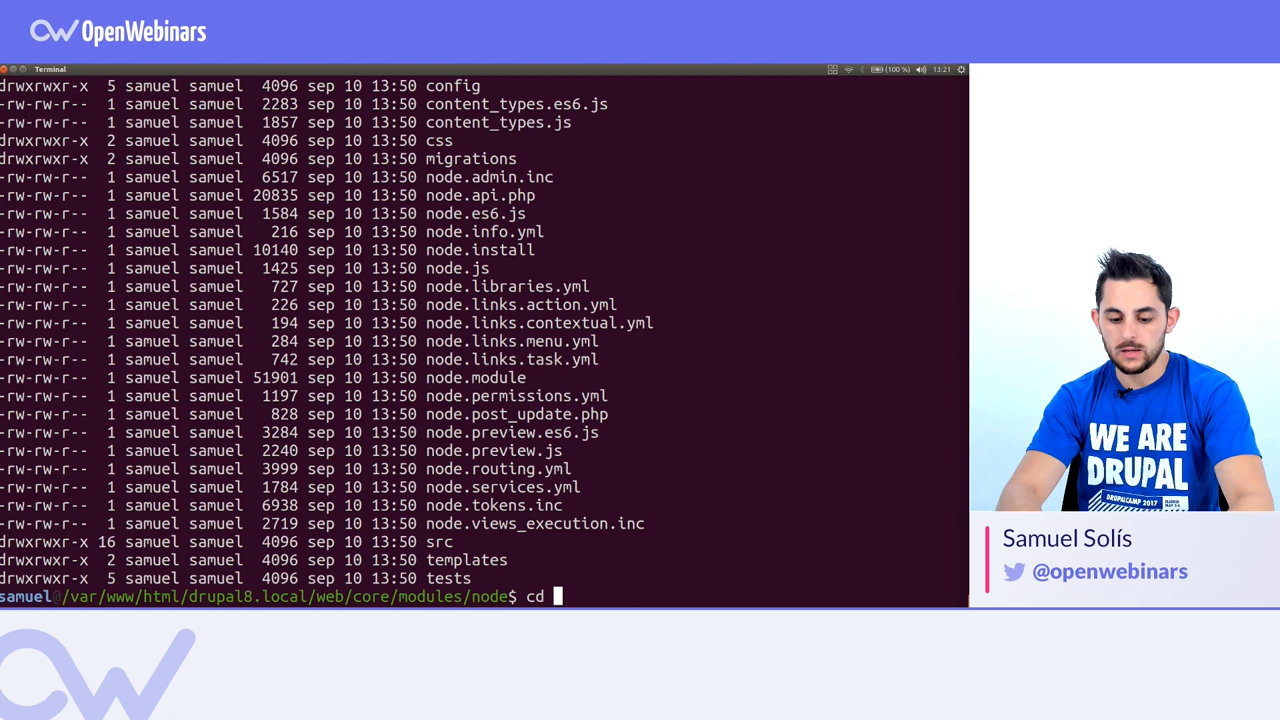 OpenWebinars
Terminal
(100 %) 13:21
drwxrwxr-x 5 samuel samuel 4096 sep 10 13:50 config
-rw-rw-r-- 1 samuel samuel 2283 sep 10 13:50 content_types.es6.js
-rw-rw-r-- 1 samuel samuel 1857 sep 10 13:50 content_types.js
drwxrwxr-x 2 samuel samuel 4096 sep 10 13:50 css
drwxrwxr-x 2 samuel samuel 4096 sep 10 13:50 migrations
-rw-rw-r-- 1 samuel samuel 6517 sep 10 13:50 node.admin.inc
-rw-rw-r-- 1 samuel samuel 20835 sep 10 13:50 node.api.php
-rw-rw-r-- 1 samuel samuel 1584 sep 10 13:50 node.es6.js
-rw-rw-r-- 1 samuel samuel 216 sep 10 13:50 node.info.yml
-rw-rw-r-- 1 samuel samuel 10140 sep 10 13:50 node.install
-rw-rw-r-- 1 samuel samuel 1425 sep 10 13:50 node.js
-rw-rw-r-- 1 samuel samuel 727 sep 10 13:50 node.libraries.yml
-rw-rw-r-- 1 samuel samuel 226 sep 10 13:50 node.links.action.yml
-rw-rw-r-- 1 samuel samuel 194 sep 10 13:50 node.links.contextual.yml
-rw-rw-r-- 1 samuel samuel 284 sep 10 13:50 node.links.menu.yml
-rw-rw-r-- 1 samuel samuel 742 sep 10 13:50 node.links.task.yml
-rw-rw-r-- 1 samuel samuel 51901 sep 10 13:50 node.module
-rw-rw-r-- 1 samuel samuel 1197 sep 10 13:50 node.permissions.yml
-rw-rw-r-- 1 samuel samuel 828 sep 10 13:50 node.post_update.php
-rw-rw-r-- 1 samuel samuel 3284 sep 10 13:50 node.preview.es6.js
-rw-rw-r-- 1 samuel samuel 2240 sep 10 13:50 node.preview.js
-rw-rw-r-- 1 samuel samuel 3999 sep 10 13:50 node.routing.yml
-rw-rw-r-- 1 samuel samuel 1784 sep 10 13:50 node.services.yml
-rw-rw-r-- 1 samuel samuel 6938 sep 10 13:50 node.tokens.inc
-rw-rw-r-- 1 samuel samuel 2719 sep 10 13:50 node.views_execution.inc
drwxrwxr-x 16 samuel samuel 4096 sep 10 13:50 src
drwxrwxr-x 2 samuel samuel 4096 sep 10 13:50 templates
drwxrwxr-x 5 samuel samuel 4096 sep 10 13:50 tests
samuel@/var/www/html/drupal8.local/web/core/modules/node$ cd
WE ARE
DRUPAL
DRUPALCAMP 2017
Samuel Solís
@openwebinars